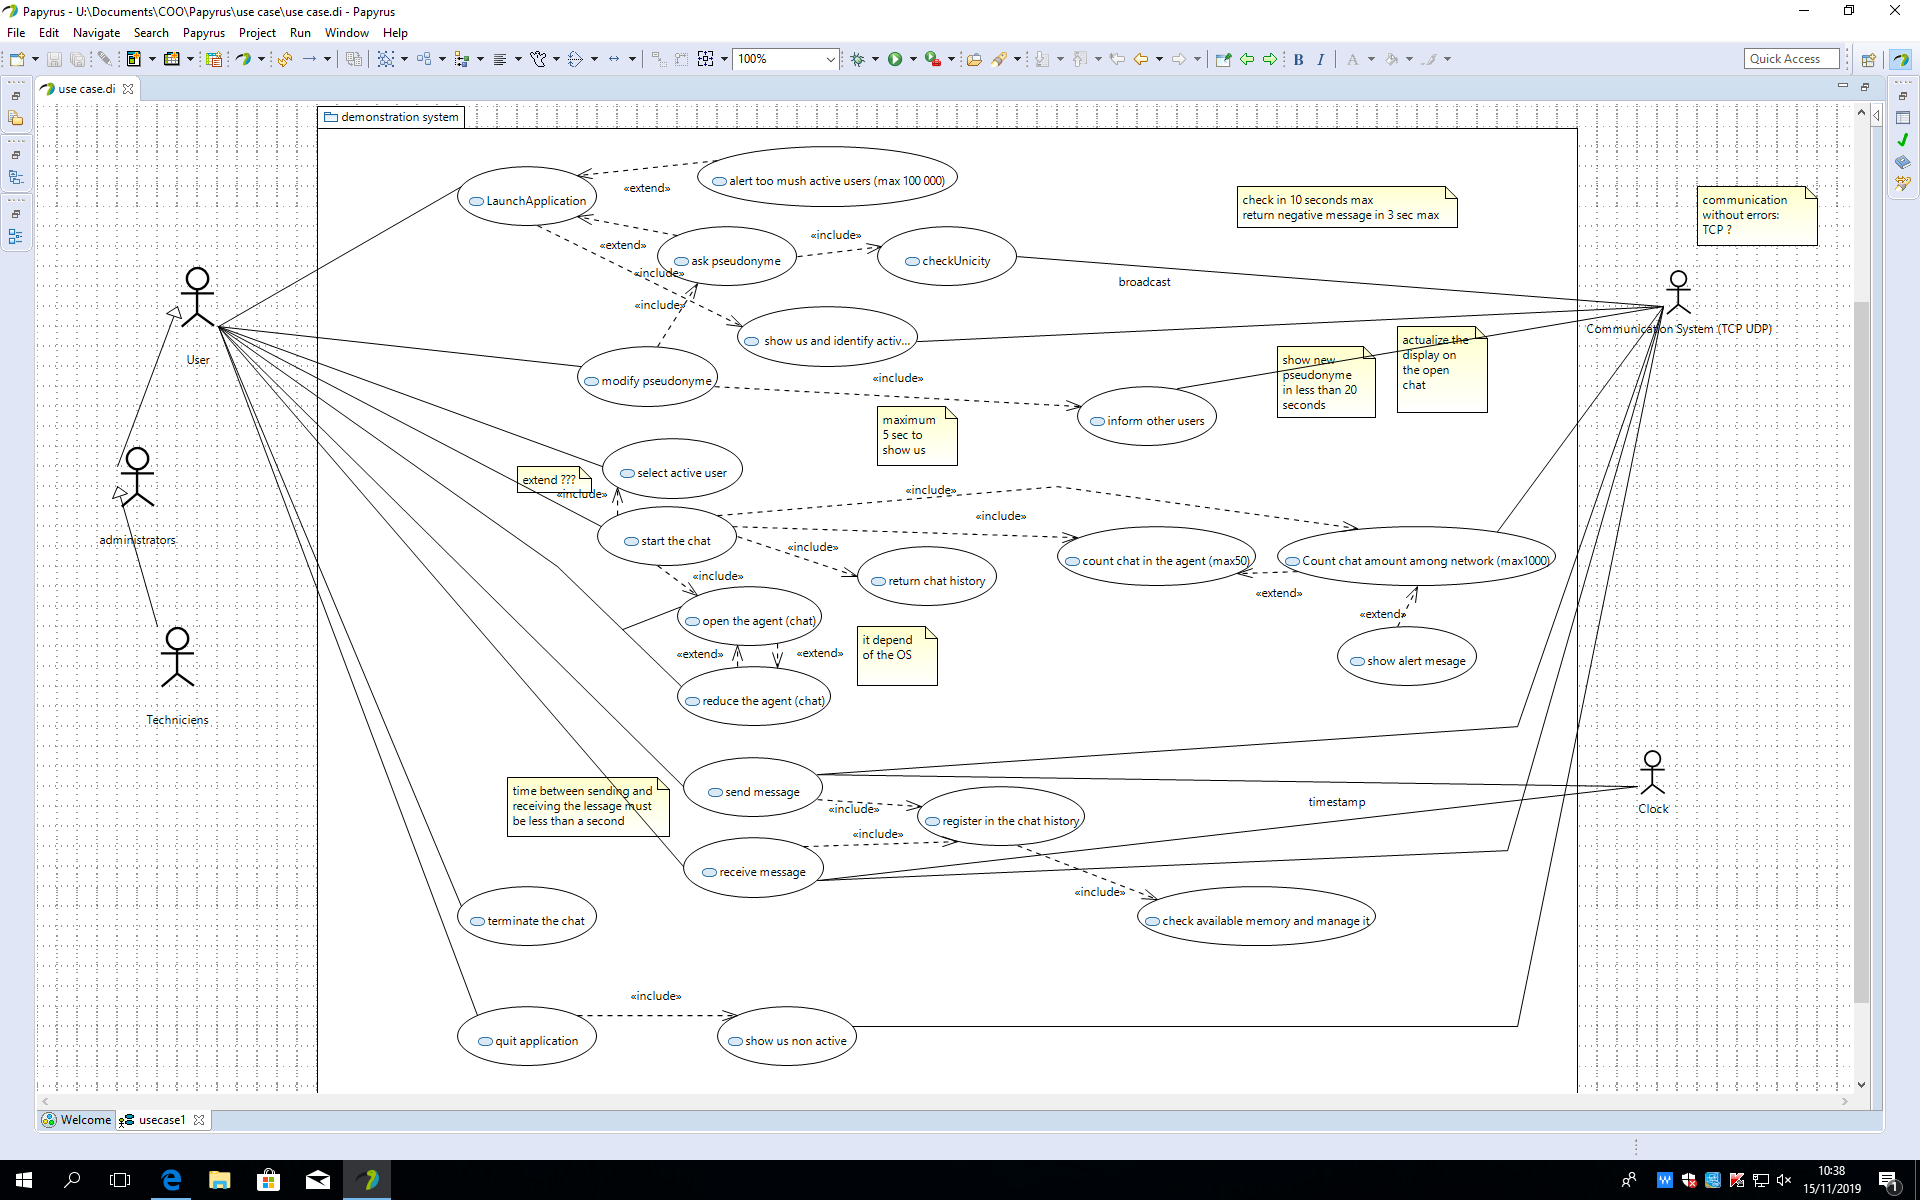 Papyrus - U:\Documents\COO\Papyrus\use case\use case.di - Papyrus
File Edit Navigate Search Papyrus Project Run Window Help
100%
B I A
Quick Access
use case.di
demonstration system
LaunchApplication
«extend»
alert too mush active users (max 100 000)
check in 10 seconds max
return negative message in 3 sec max
communication
without errors:
TCP ?
«extend»
ask pseudonyme
«include»
checkUnicity
«include»
broadcast
«include»
show us and identify activ...
User
Communication System (TCP UDP)
modify pseudonyme
«include»
inform other users
show new
pseudonyme
in less than 20
seconds
actualize the
display on
the open
chat
maximum
5 sec to
show us
administrators
extend ???
«include»
select active user
start the chat
«include»
«include»
«include»
return chat history
count chat in the agent (max50)
Count chat amount among network (max1000)
«extend»
«extend»
show alert mesage
«include»
open the agent (chat)
«extend»
«extend»
reduce the agent (chat)
it depend
of the OS
Techniciens
time between sending and
receiving the lessage must
be less than a second
send message
«include»
register in the chat history
timestamp
Clock
«include»
receive message
«include»
check available memory and manage it
terminate the chat
«include»
quit application
show us non active
Welcome
usecase1
10:38
15/11/2019
1